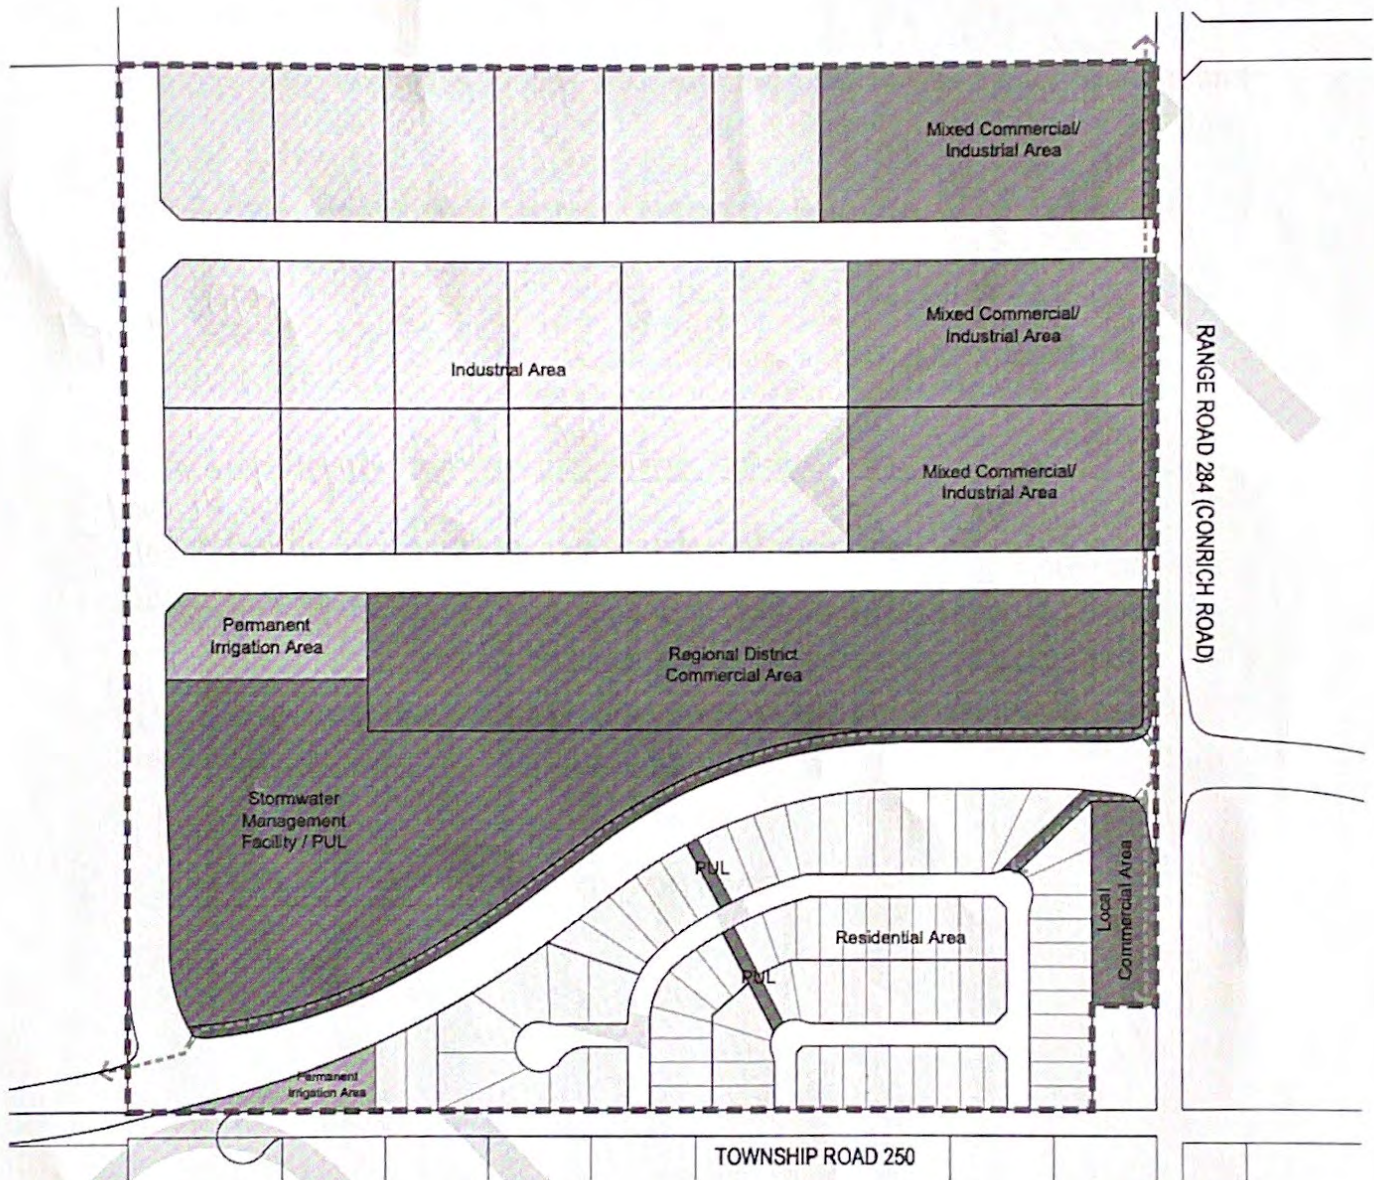 Mixed Commercial/
Industrial Area
Mixed Commercial/
Industrial Area
Industrial Area
Mixed Commercial/
Industrial Area
RANGE ROAD 284 (CONRICH ROAD)
Permanent
Irrigation Area
Regional District
Commercial Area
Stormwater
Management
Facility / PUL
PUL
Local
Commercial Area
Residential Area
PUL
Permanent
Irrigation Area
TOWNSHIP ROAD 250